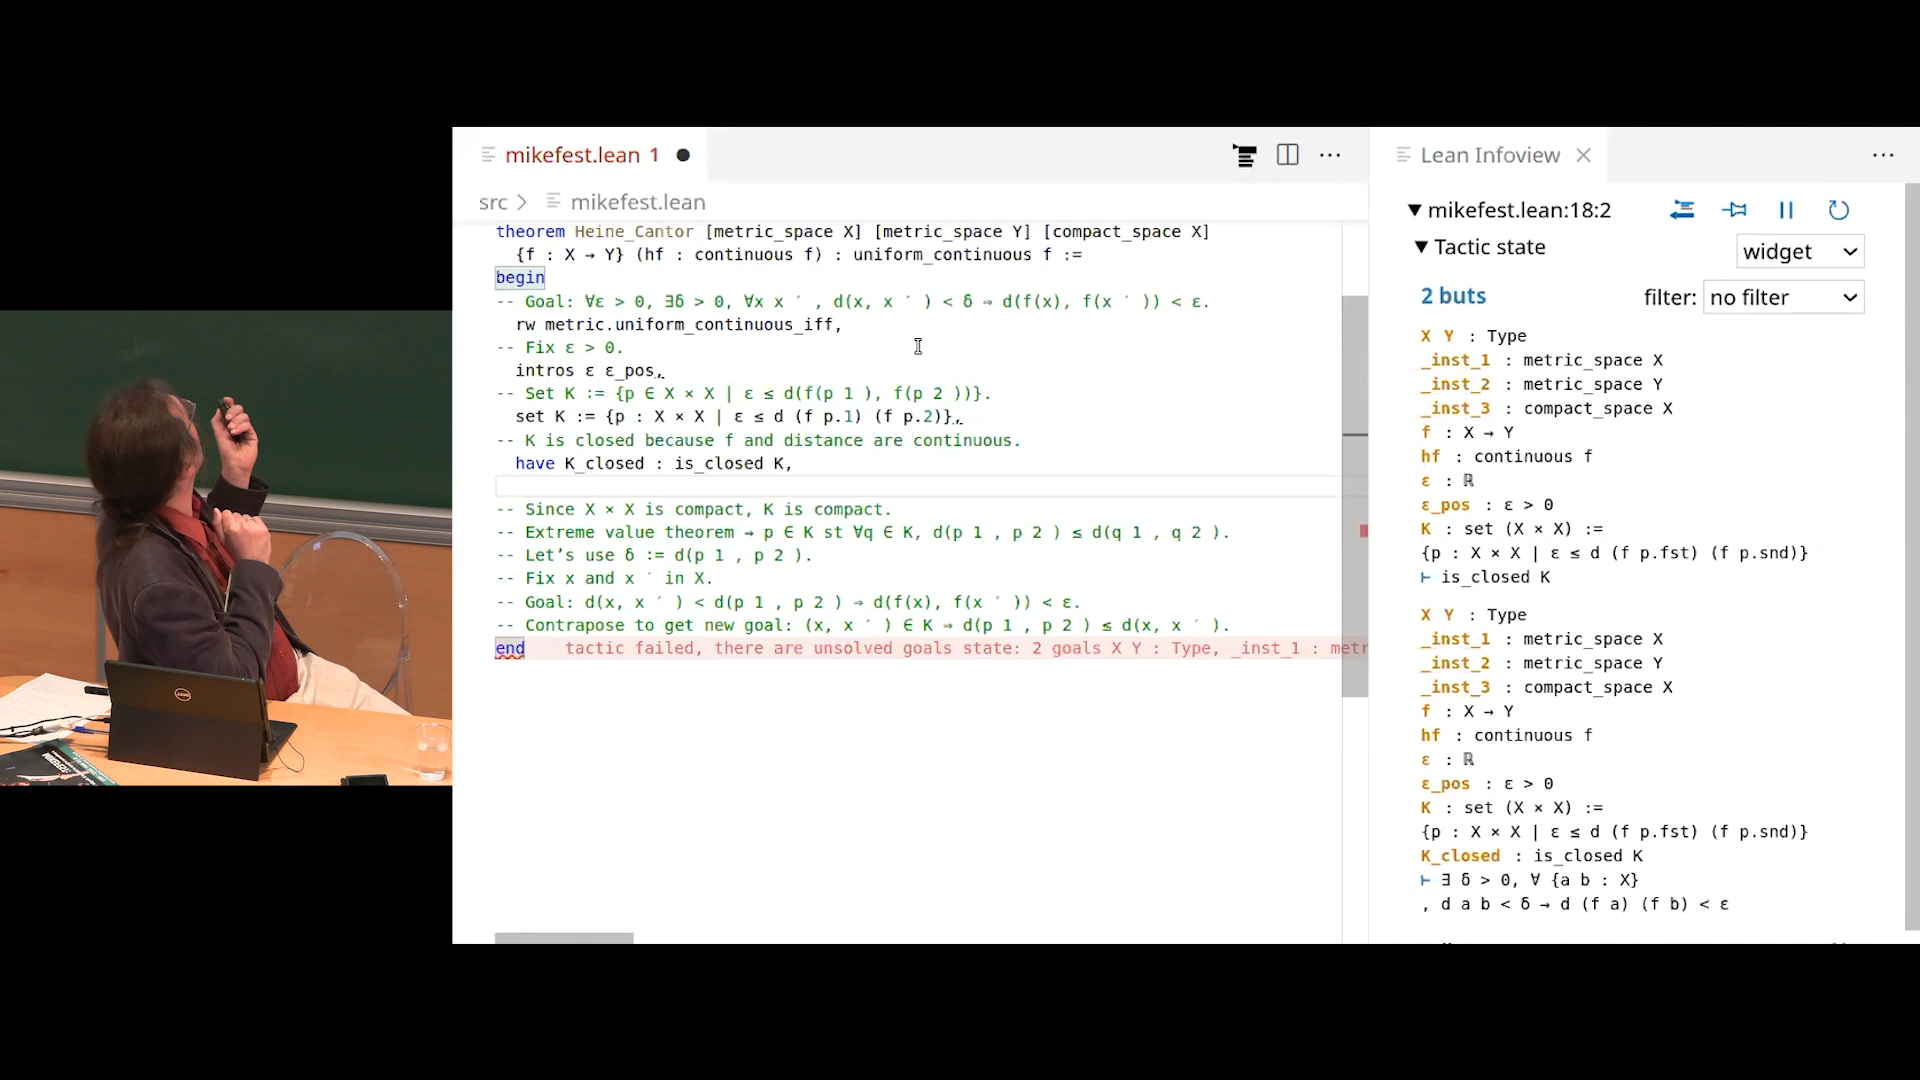 mikefest.lean 1
src > mikefest.lean
theorem Heine_Cantor [metric_space X] [metric_space Y] [compact_space X]
{f : X → Y} (hf : continuous f) : uniform_continuous f :=
begin
-- Goal: ∀ε > 0, ∃δ > 0, ∀x x ′ , d(x, x ′ ) < δ ⇒ d(f(x), f(x ′ )) < ε.
rw metric.uniform_continuous_iff,
-- Fix ε > 0.
intros ε ε_pos,
-- Set K := {p ∈ X × X | ε ≤ d(f(p 1 ), f(p 2 ))}.
set K := {p : X × X | ε ≤ d (f p.1) (f p.2)},
-- K is closed because f and distance are continuous.
have K_closed : is_closed K,
-- Since X × X is compact, K is compact.
-- Extreme value theorem → p ∈ K st ∀q ∈ K, d(p 1 , p 2 ) ≤ d(q 1 , q 2 ).
-- Let’s use δ := d(p 1 , p 2 ).
-- Fix x and x ′ in X.
-- Goal: d(x, x ′ ) < d(p 1 , p 2 ) ⇒ d(f(x), f(x ′ )) < ε.
-- Contrapose to get new goal: (x, x ′ ) ∈ K ⇒ d(p 1 , p 2 ) ≤ d(x, x ′ ).
end tactic failed, there are unsolved goals state: 2 goals X Y : Type, _inst_1 : metr
Lean Infoview
mikefest.lean:18:2
Tactic state
widget
2 buts
filter: no filter
X Y : Type
_inst_1 : metric_space X
_inst_2 : metric_space Y
_inst_3 : compact_space X
f : X → Y
hf : continuous f
ε : ℝ
ε_pos : ε > 0
K : set (X × X) :=
{p : X × X | ε ≤ d (f p.fst) (f p.snd)}
⊢ is_closed K
X Y : Type
_inst_1 : metric_space X
_inst_2 : metric_space Y
_inst_3 : compact_space X
f : X → Y
hf : continuous f
ε : ℝ
ε_pos : ε > 0
K : set (X × X) :=
{p : X × X | ε ≤ d (f p.fst) (f p.snd)}
K_closed : is_closed K
⊢ ∃ δ > 0, ∀ {a b : X}
, d a b < δ → d (f a) (f b) < ε
DELL